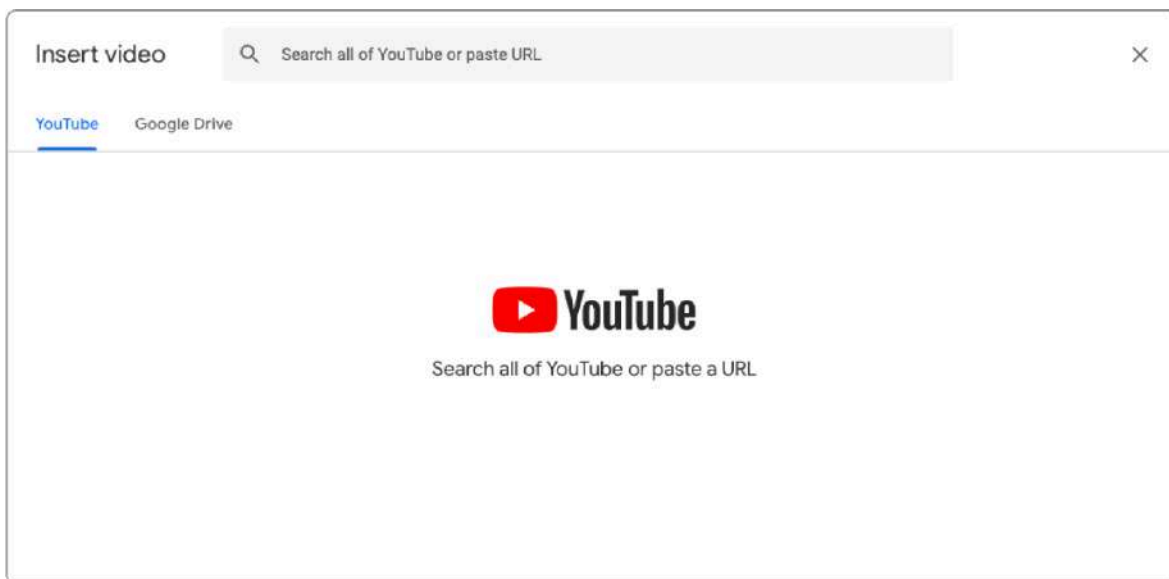 Insert video
Search all of YouTube or paste URL
YouTube Google Drive
YouTube
Search all of YouTube or paste a URL